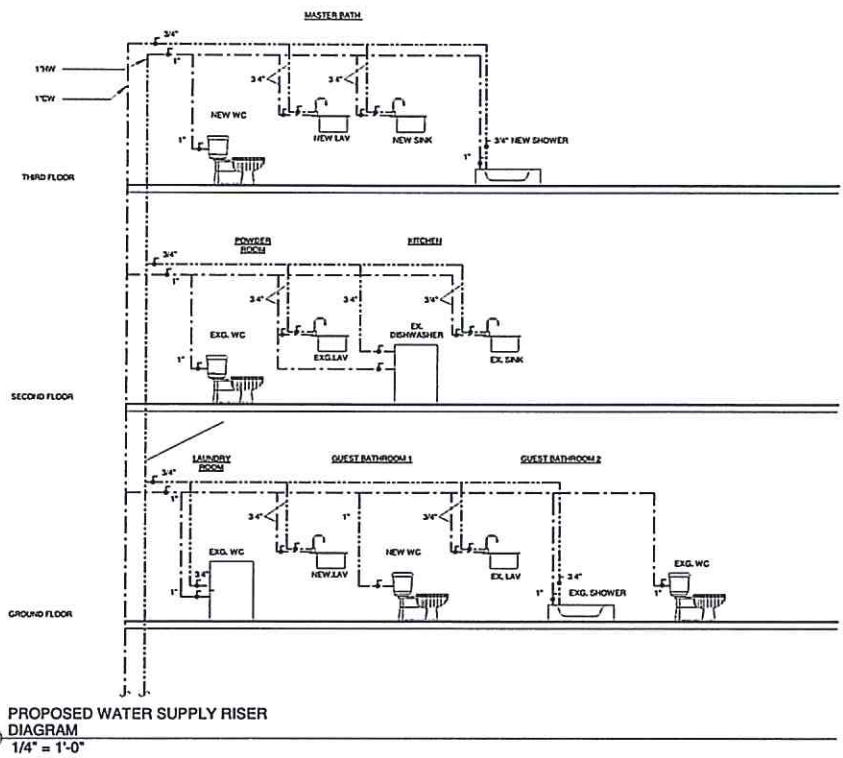 MASTER BATH
3/4"
1"HW
1"
1"CW
3 4"
3 4"
NEW WC
NEW LAV
NEW SINK
1"
3/4" NEW SHOWER
1"
THIRD FLOOR
POWDER
ROOM
KITCHEN
3/4"
1"
3 4"
3 4"
3/4"
EXG. WC
EX.
DISHWASHER
1"
EXG.LAV
EX. SINK
SECOND FLOOR
LAUNDRY
ROOM
GUEST BATHROOM 1
GUEST BATHROOM 2
3/4"
1"
3 4"
1"
3/4"
EXG. WC
NEW WC
EXG. WC
3 4"
NEW.LAV
EX. LAV
3 4"
1"
1"
1"
EXG. SHOWER
1"
GROUND FLOOR
PROPOSED WATER SUPPLY RISER
DIAGRAM
1/4" = 1'-0"